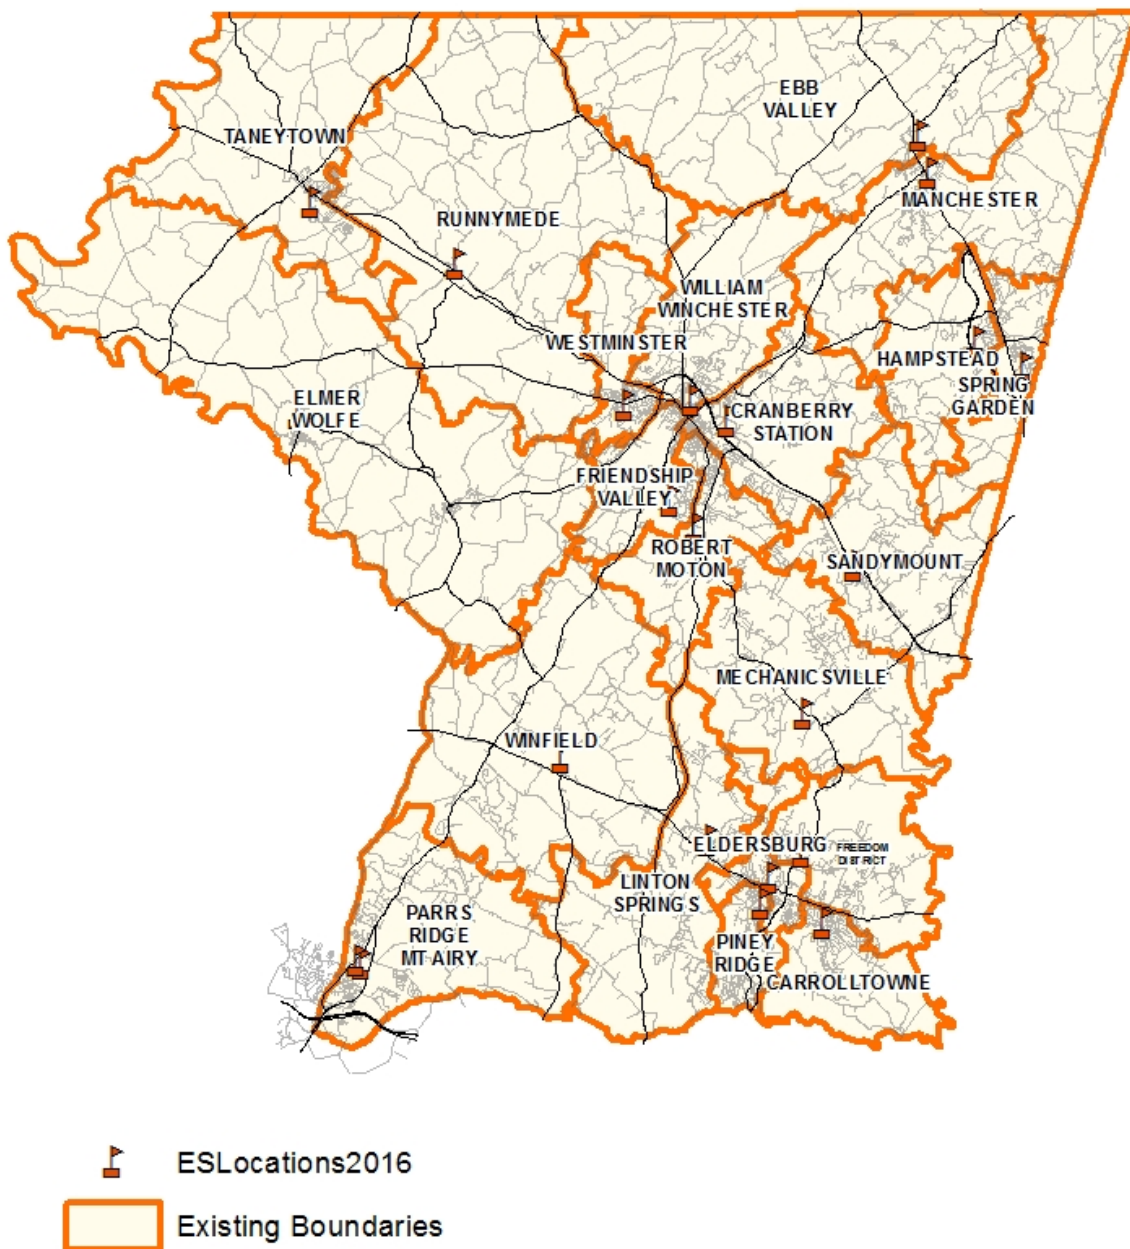 EBB
VALLEY
TANEYTOWN
MANCHESTER
RUNNYMEDE
WILLIAM
WINCHESTER
WESTMINSTER
HAMPSTEAD
SPRING
GARDEN
ELMER
WOLFE
CRANBERRY
STATION
FRIENDSHIP
VALLEY
ROBERT
MOTON
SANDYMOUNT
MECHANICSVILLE
WINFIELD
ELDERSBURG
FREEDOM
DISTRICT
LINTON
SPRINGS
PARRS
RIDGE
MT AIRY
PINEY
RIDGE
CARROLLTOWNE
ESLocations2016
Existing Boundaries